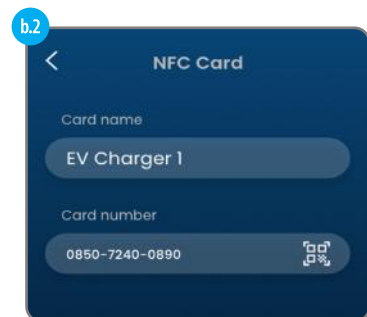 b.2
NFC Card
Card name
EV Charger 1
Card number
0850-7240-0890